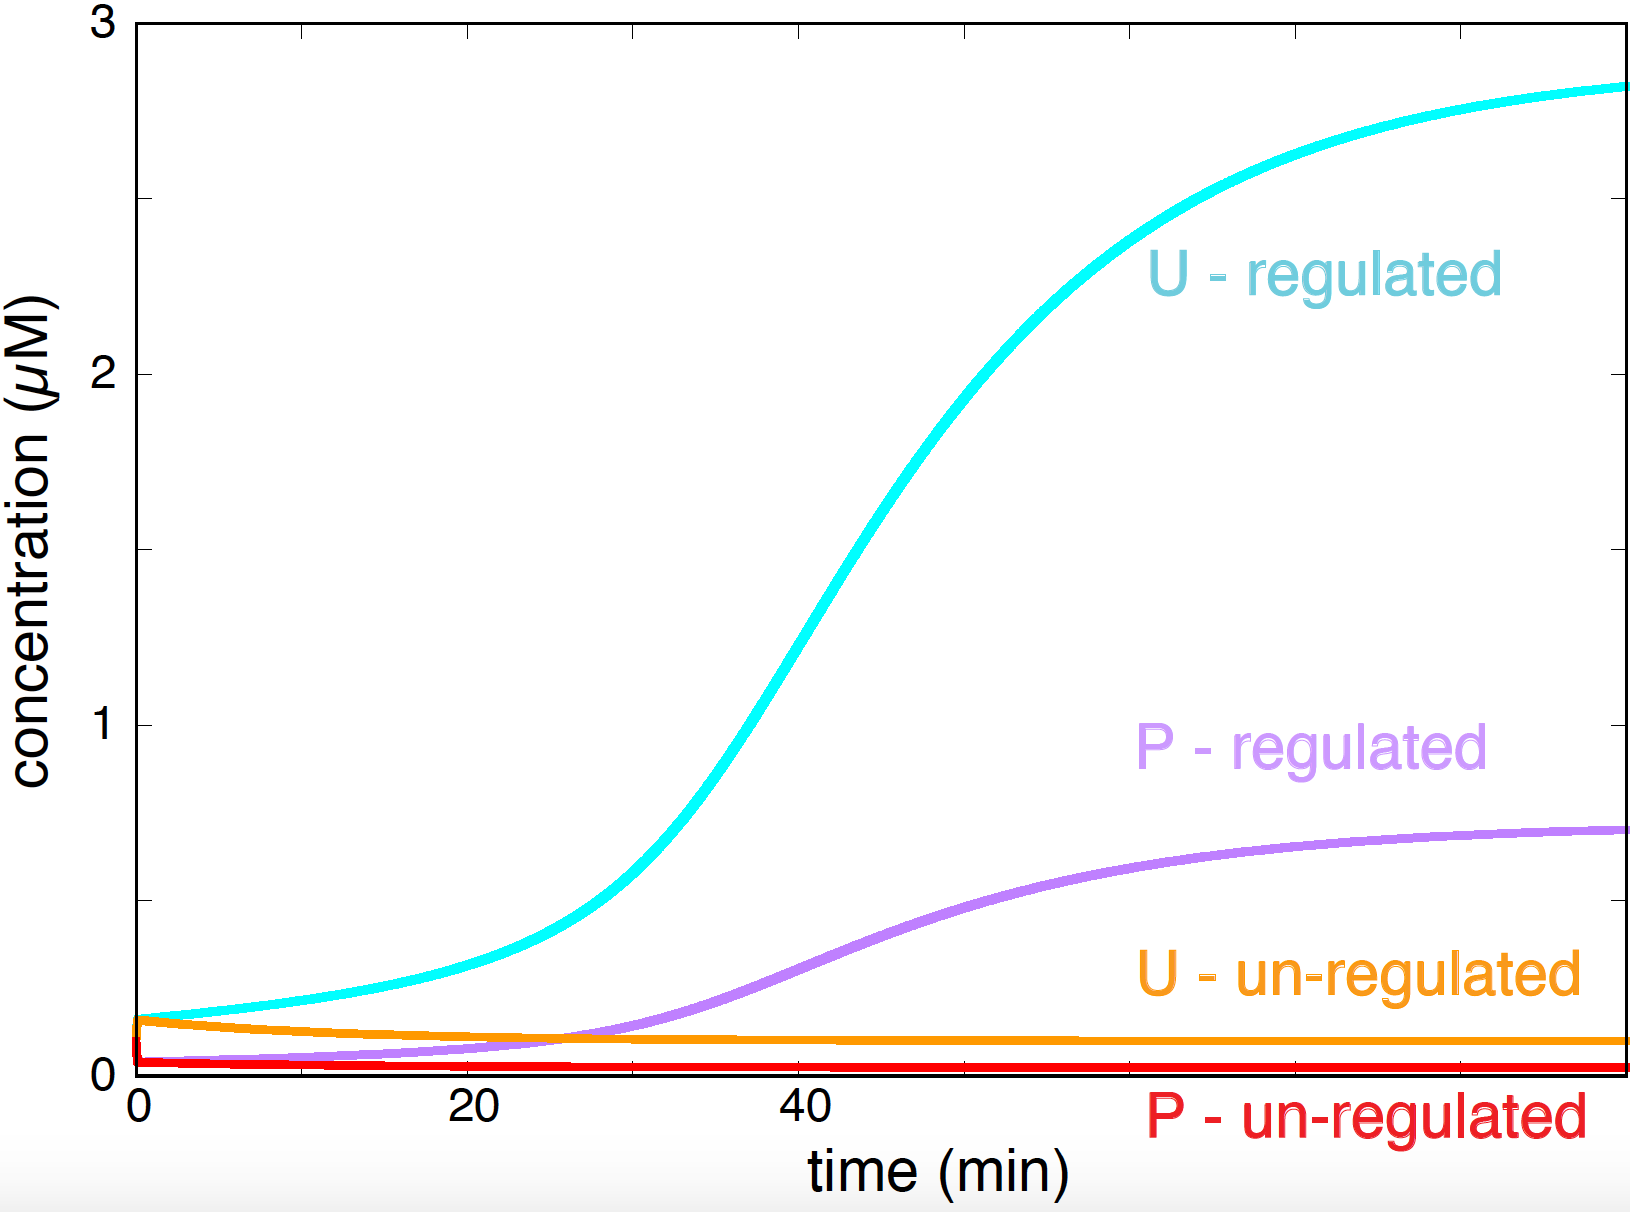 3
2
1
0
concentration (µM)
U - regulated
P - regulated
U - un-regulated
P - un-regulated
0 20 40
time (min)